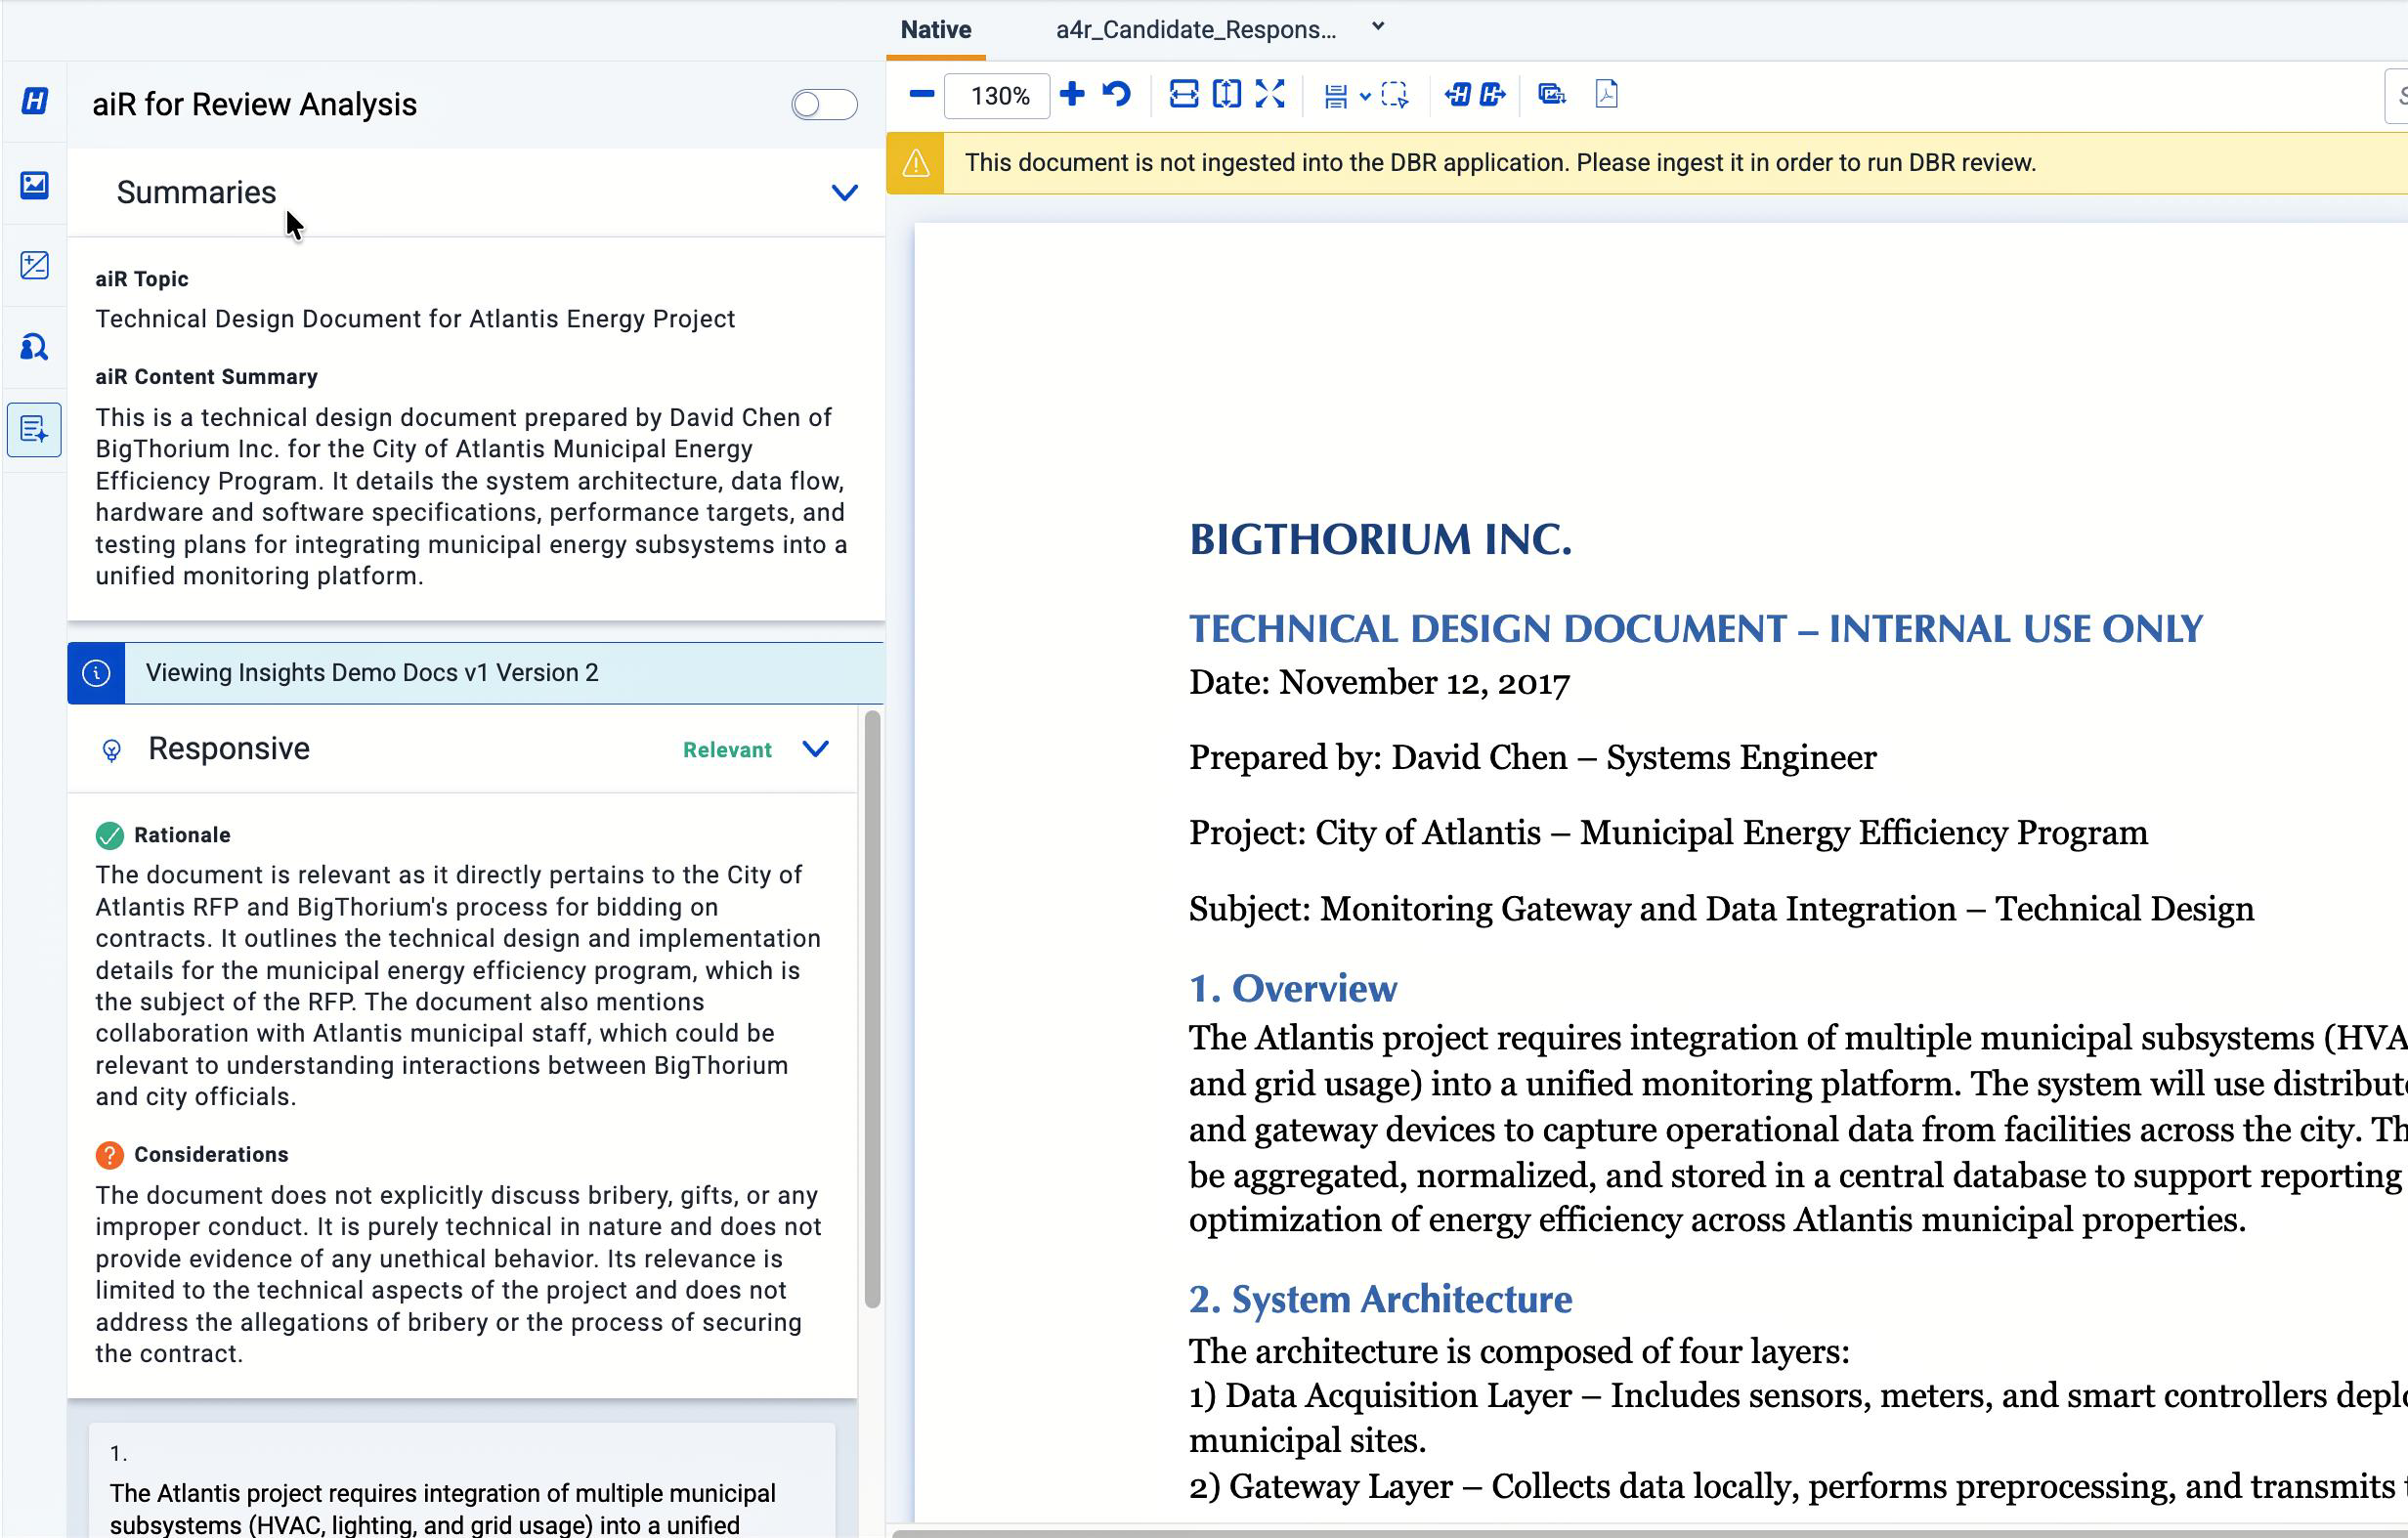 Native
a4r_Candidate_Respons...
aiR for Review Analysis
130%
This document is not ingested into the DBR application. Please ingest it in order to run DBR review.
Summaries
aiR Topic
Technical Design Document for Atlantis Energy Project
aiR Content Summary
This is a technical design document prepared by David Chen of
BigThorium Inc. for the City of Atlantis Municipal Energy
Efficiency Program. It details the system architecture, data flow,
hardware and software specifications, performance targets, and
testing plans for integrating municipal energy subsystems into a
unified monitoring platform.
Viewing Insights Demo Docs v1 Version 2
Responsive
Relevant
Rationale
The document is relevant as it directly pertains to the City of
Atlantis RFP and BigThorium's process for bidding on
contracts. It outlines the technical design and implementation
details for the municipal energy efficiency program, which is
the subject of the RFP. The document also mentions
collaboration with Atlantis municipal staff, which could be
relevant to understanding interactions between BigThorium
and city officials.
Considerations
The document does not explicitly discuss bribery, gifts, or any
improper conduct. It is purely technical in nature and does not
provide evidence of any unethical behavior. Its relevance is
limited to the technical aspects of the project and does not
address the allegations of bribery or the process of securing
the contract.
1.
The Atlantis project requires integration of multiple municipal
subsystems (HVAC, lighting, and grid usage) into a unified
BIGTHORIUM INC.
TECHNICAL DESIGN DOCUMENT – INTERNAL USE ONLY
Date: November 12, 2017
Prepared by: David Chen – Systems Engineer
Project: City of Atlantis – Municipal Energy Efficiency Program
Subject: Monitoring Gateway and Data Integration – Technical Design
1. Overview
The Atlantis project requires integration of multiple municipal subsystems (HVA
and grid usage) into a unified monitoring platform. The system will use distribut
and gateway devices to capture operational data from facilities across the city. Th
be aggregated, normalized, and stored in a central database to support reporting
optimization of energy efficiency across Atlantis municipal properties.
2. System Architecture
The architecture is composed of four layers:
1) Data Acquisition Layer – Includes sensors, meters, and smart controllers depl
municipal sites.
2) Gateway Layer – Collects data locally, performs preprocessing, and transmits